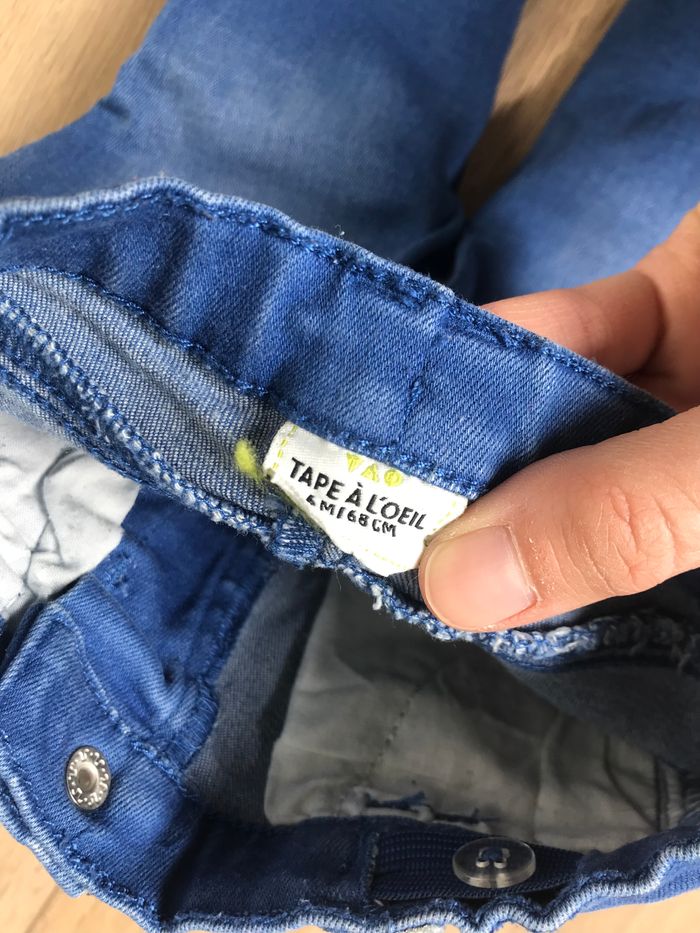 TAO
TAPE À L'OEIL
6M/68CM